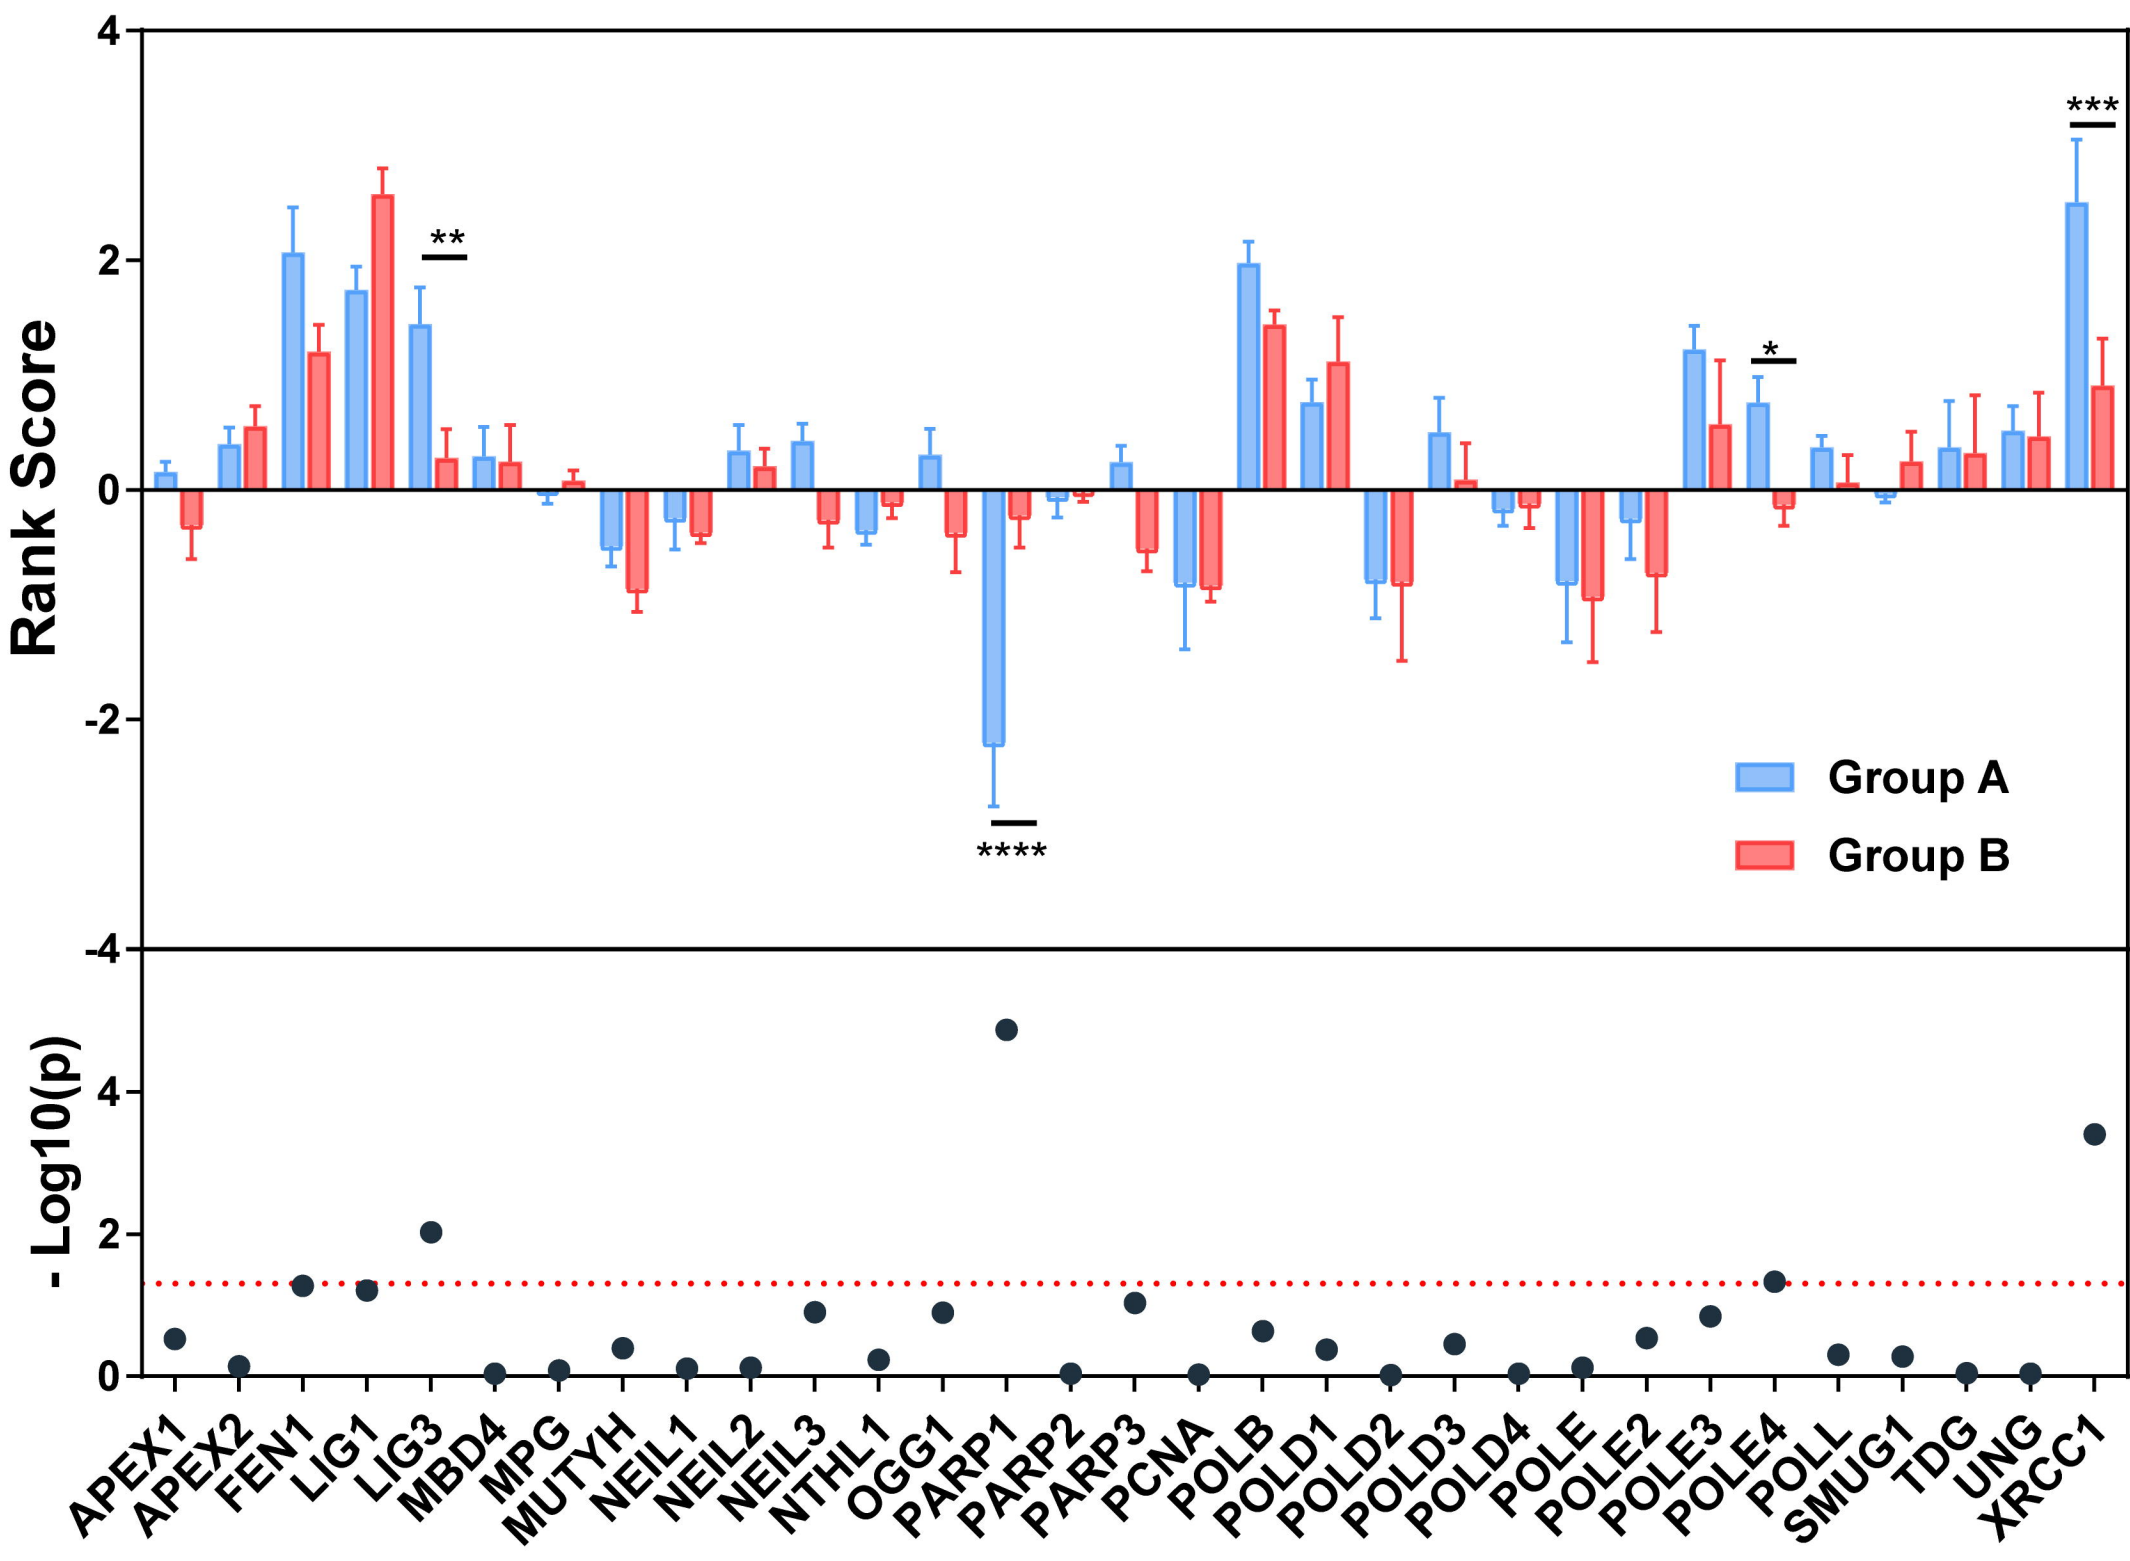 4
***
**
2
*
Rank Score
0
-2
Group A
****
Group B
-4
- Log10(p)
4
2
0
APEX1
APEX2
FEN1
LIG1
LIG3
MBD4
MPG
MUTYH
NEIL1
NEIL2
NEIL3
NTHL1
OGG1
PARP1
PARP2
PARP3
PCNA
POLB
POLD1
POLD2
POLD3
POLD4
POLE
POLE2
POLE3
POLE4
POLL
SMUG1
TDG
UNG
XRCC1